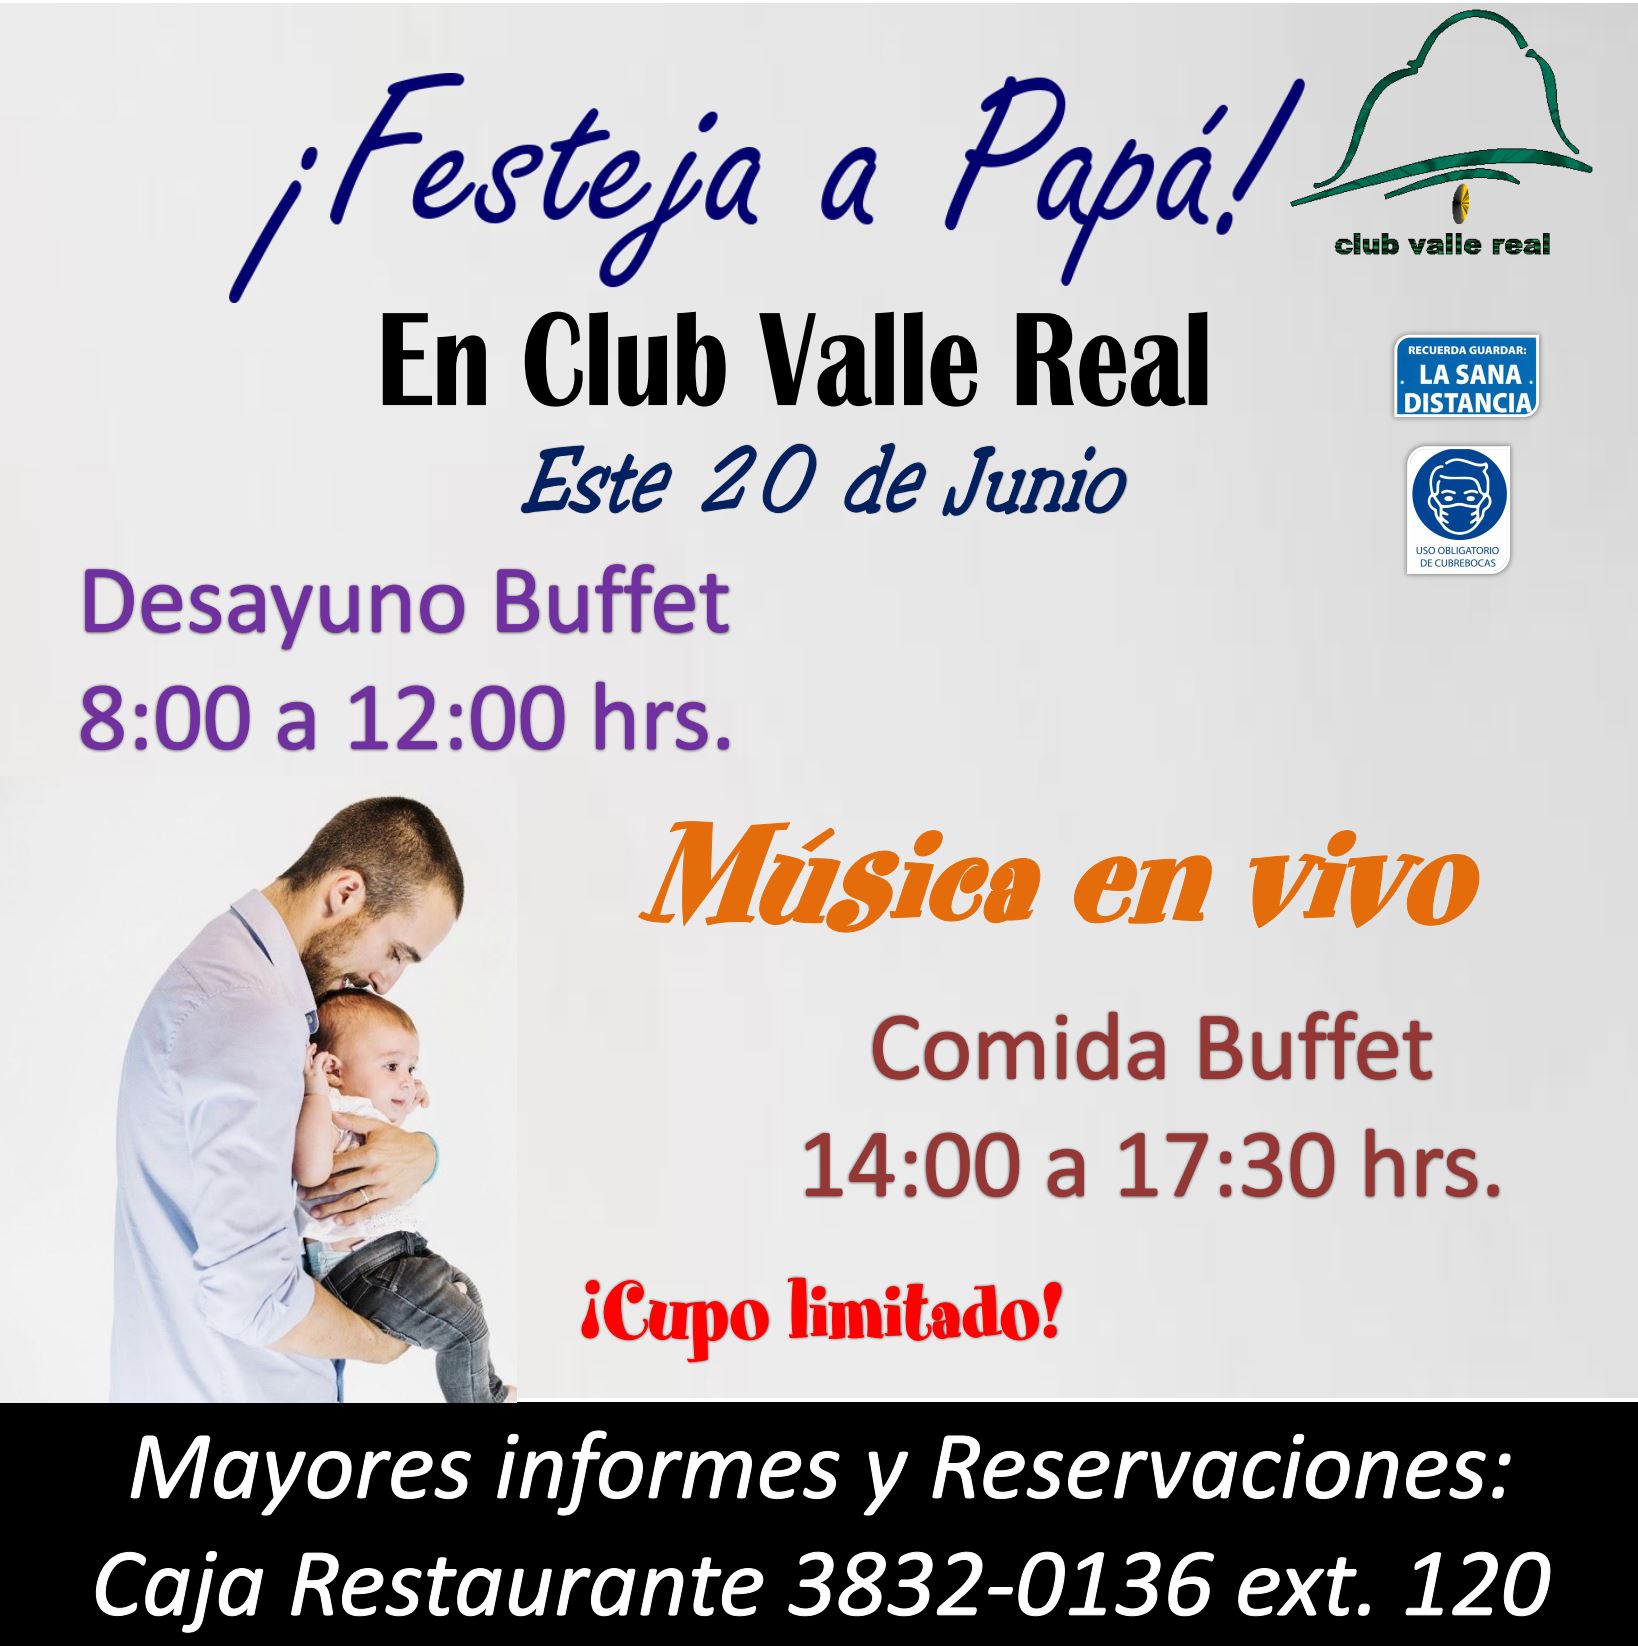 ¡Festeja a Papá!
club valle real
En Club Valle Real
RECUERDA GUARDAR:
LA SANA
DISTANCIA
Este 20 de Junio
USO OBLIGATORIO
DE CUBREBOCAS
Desayuno Buffet
8:00 a 12:00 hrs.
Música en vivo
Comida Buffet
14:00 a 17:30 hrs.
¡Cupo limitado!
Mayores informes y Reservaciones:
Caja Restaurante 3832-0136 ext. 120